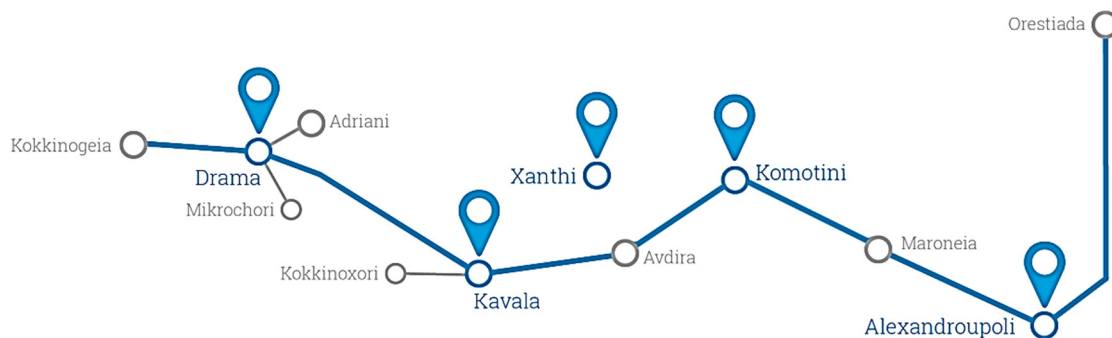 Orestiada
Adriani
Kokkinogeia
Drama
Xanthi
Komotini
Mikrochori
Maroneia
Avdira
Kokkinoxori
Kavala
Alexandroupoli